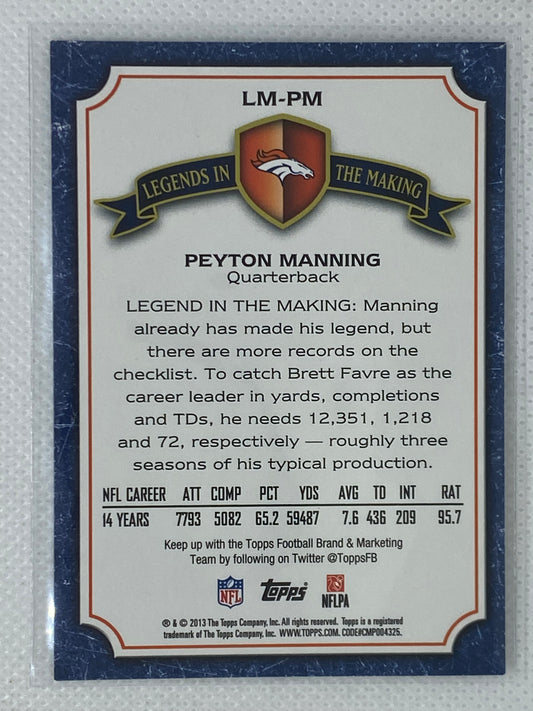 LM-PM
LEGENDS IN THE MAKING
PEYTON MANNING
Quarterback
LEGEND IN THE MAKING: Manning
already has made his legend, but
there are more records on the
checklist. To catch Brett Favre as the
career leader in yards, completions
and TDs, he needs 12,351, 1,218
and 72, respectively — roughly three
seasons of his typical production.
NFL CAREER ATT COMP PCT YDS AVG TD INT RAT
14 YEARS 7793 5082 65.2 59487 7.6 436 209 95.7
Keep up with the Topps Football Brand & Marketing
Team by following on Twitter @ToppsFB
NFL Topps NFLPA
® & © 2013 The Topps Company, Inc. All rights reserved. Topps is a registered
trademark of The Topps Company, Inc. WWW.TOPPS.COM. CODE#CMP004325.